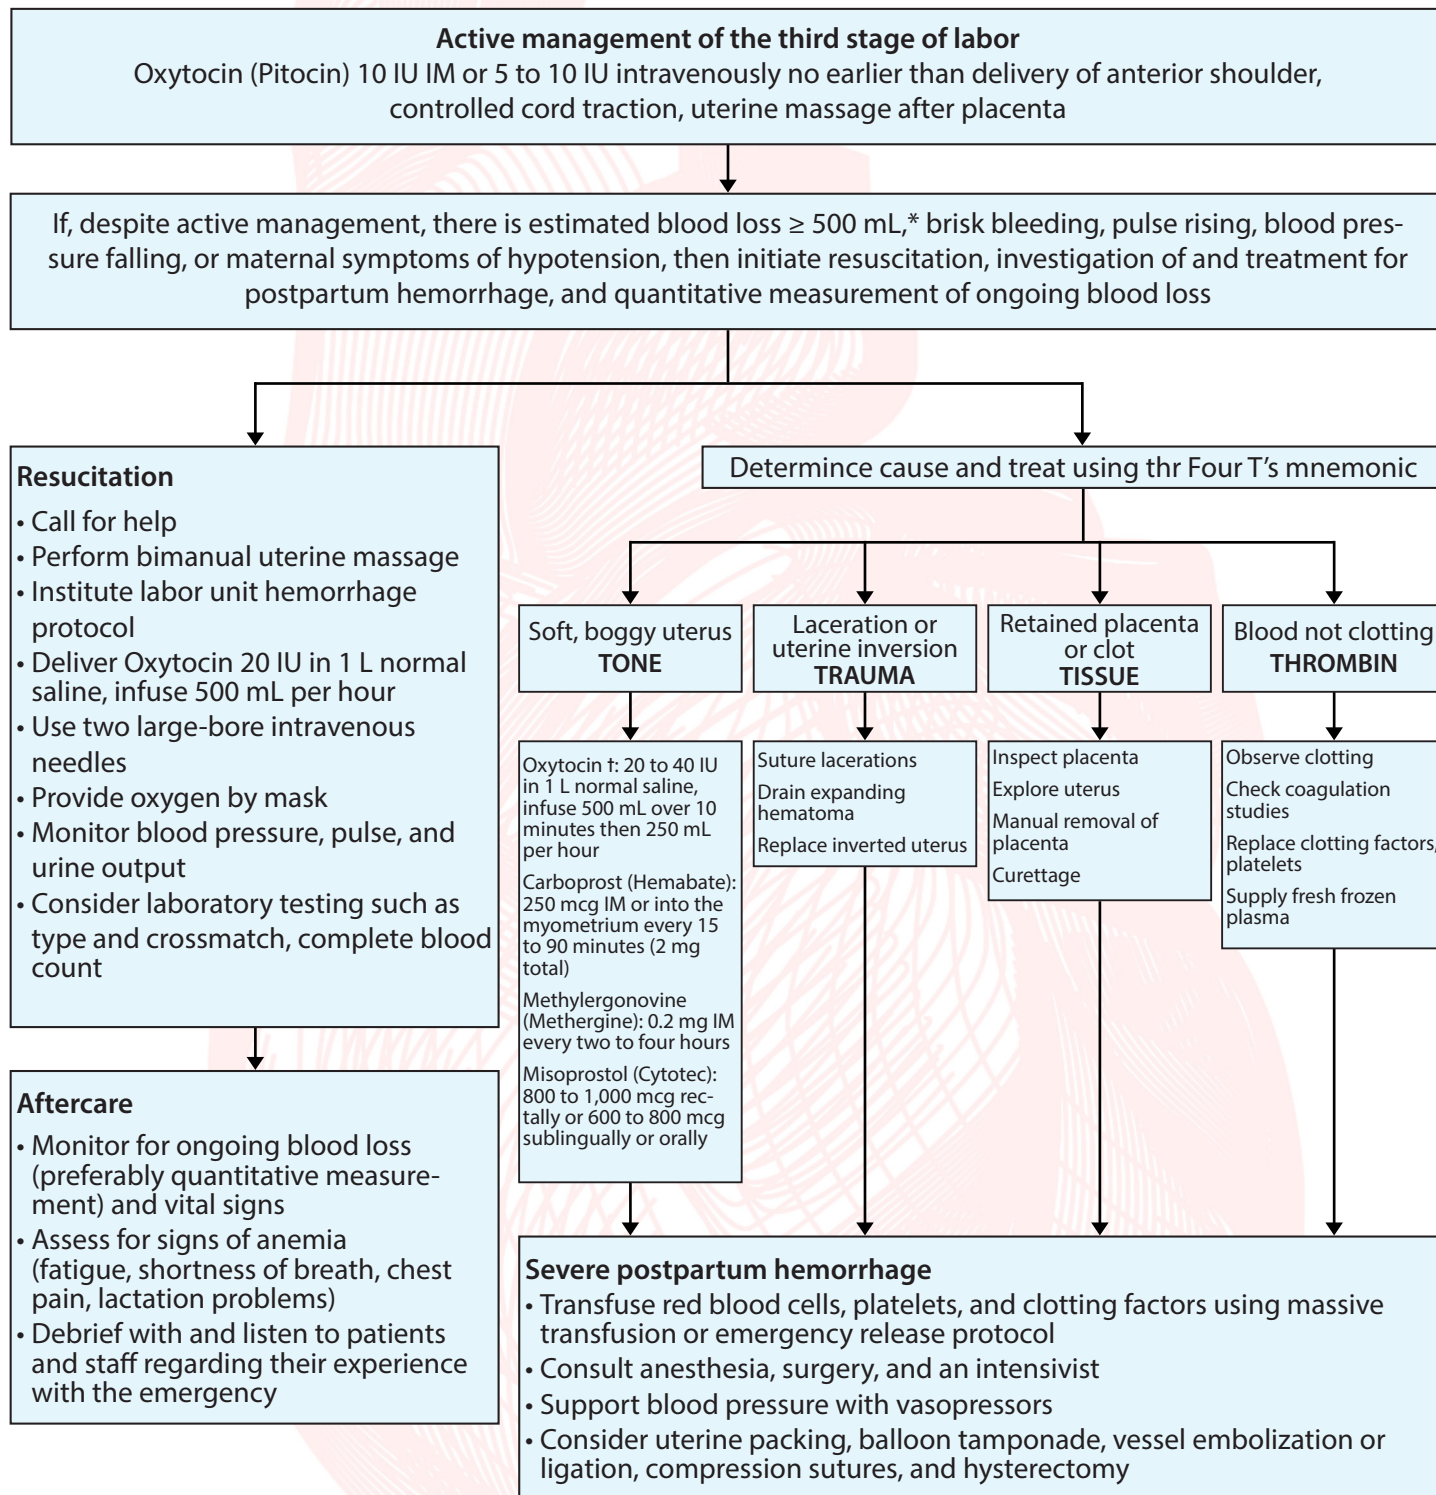 Active management of the third stage of labor
Oxytocin (Pitocin) 10 IU IM or 5 to 10 IU intravenously no earlier than delivery of anterior shoulder,
controlled cord traction, uterine massage after placenta
If, despite active management, there is estimated blood loss ≥ 500 mL,* brisk bleeding, pulse rising, blood pres-
sure falling, or maternal symptoms of hypotension, then initiate resuscitation, investigation of and treatment for
postpartum hemorrhage, and quantitative measurement of ongoing blood loss
Resucitation
• Call for help
• Perform bimanual uterine massage
• Institute labor unit hemorrhage
protocol
• Deliver Oxytocin 20 IU in 1 L normal
saline, infuse 500 mL per hour
• Use two large-bore intravenous
needles
• Provide oxygen by mask
• Monitor blood pressure, pulse, and
urine output
• Consider laboratory testing such as
type and crossmatch, complete blood
count
Aftercare
• Monitor for ongoing blood loss
(preferably quantitative measure-
ment) and vital signs
• Assess for signs of anemia
(fatigue, shortness of breath, chest
pain, lactation problems)
• Debrief with and listen to patients
and staff regarding their experience
with the emergency
Determince cause and treat using thr Four T's mnemonic
Soft, boggy uterus
TONE
Oxytocin †: 20 to 40 IU
in 1 L normal saline,
infuse 500 mL over 10
minutes then 250 mL
per hour
Carboprost (Hemabate):
250 mcg IM or into the
myometrium every 15
to 90 minutes (2 mg
total)
Methylergonovine
(Methergine): 0.2 mg IM
every two to four hours
Misoprostol (Cytotec):
800 to 1,000 mcg rec-
tally or 600 to 800 mcg
sublingually or orally
Laceration or
uterine inversion
TRAUMA
Suture lacerations
Drain expanding
hematoma
Replace inverted uterus
Retained placenta
or clot
TISSUE
Inspect placenta
Explore uterus
Manual removal of
placenta
Curettage
Blood not clotting
THROMBIN
Observe clotting
Check coagulation
studies
Replace clotting factors,
platelets
Supply fresh frozen
plasma
Severe postpartum hemorrhage
• Transfuse red blood cells, platelets, and clotting factors using massive
transfusion or emergency release protocol
• Consult anesthesia, surgery, and an intensivist
• Support blood pressure with vasopressors
• Consider uterine packing, balloon tamponade, vessel embolization or
ligation, compression sutures, and hysterectomy